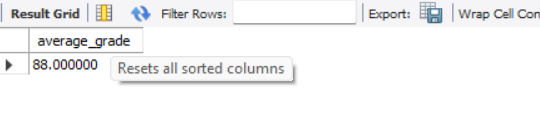 Result Grid Filter Rows: Export: Wrap Cell Con
average_grade
88.000000
Resets all sorted columns